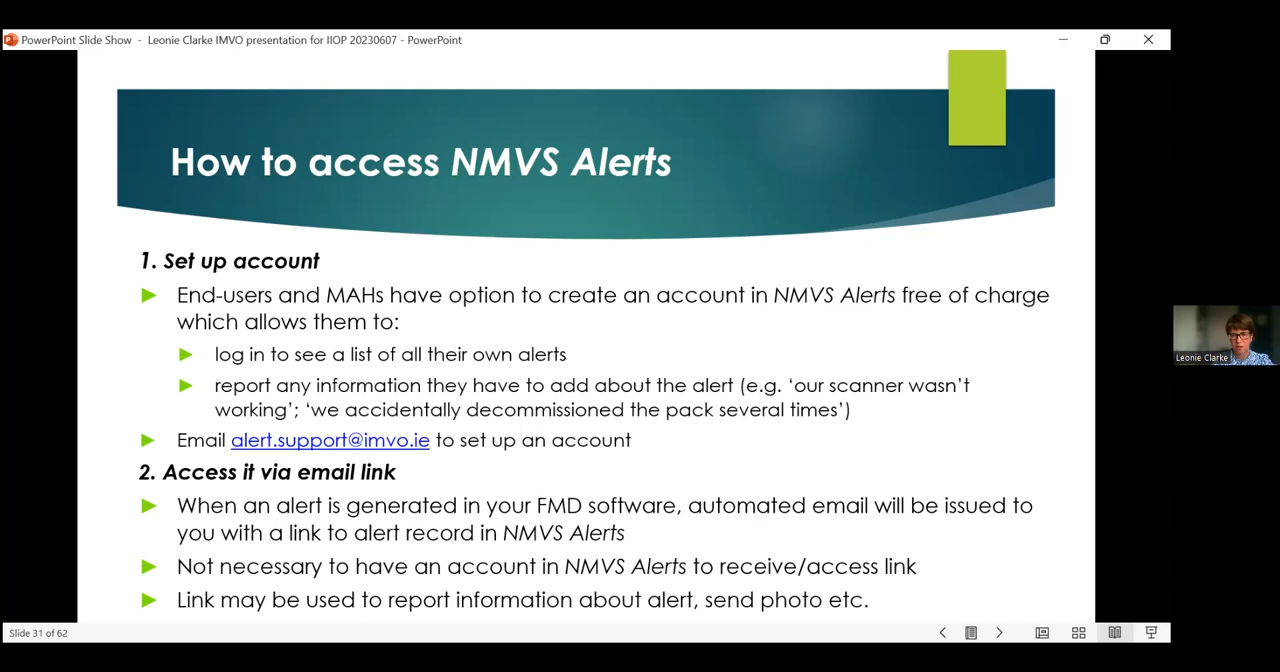 PowerPoint Slide Show - Leonie Clarke IMVO presentation for IIOP 20230607 - PowerPoint
How to access NMVS Alerts
1. Set up account
End-users and MAHs have option to create an account in NMVS Alerts free of charge
which allows them to:
log in to see a list of all their own alerts
report any information they have to add about the alert (e.g. ‘our scanner wasn’t
working’; ‘we accidentally decommissioned the pack several times’)
Email alert.support@imvo.ie to set up an account
2. Access it via email link
When an alert is generated in your FMD software, automated email will be issued to
you with a link to alert record in NMVS Alerts
Not necessary to have an account in NMVS Alerts to receive/access link
Link may be used to report information about alert, send photo etc.
Leonie Clarke
Slide 31 of 62